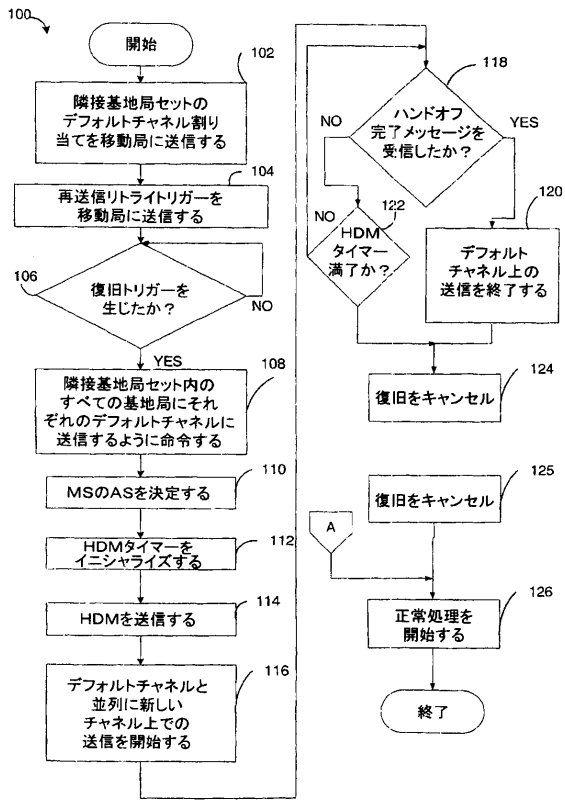 100
開始
102
隣接基地局セットの
デフォルトチャネル割り
当てを移動局に送信する
104
再送信リトライトリガーを
移動局に送信する
106
復旧トリガーを
生じたか？
NO
YES
108
隣接基地局セット内の
すべての基地局にそれ
ぞれのデフォルトチャネルに
送信するように命令する
110
MSのASを決定する
HDMタイマーを
イニシャライズする
112
114
HDMを送信する
116
デフォルトチャネルと
並列に新しい
チャネル上での
送信を開始する
118
ハンドオフ
完了メッセージを
受信したか？
NO
YES
122
NO
HDM
タイマー
満了か？
120
デフォルト
チャネル上の
送信を終了する
124
復旧をキャンセル
125
復旧をキャンセル
A
126
正常処理を
開始する
終了